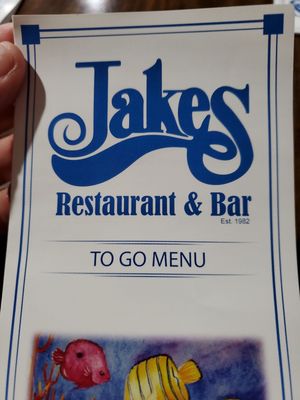 Jakes
Restaurant & Bar
Est. 1982
TO GO MENU